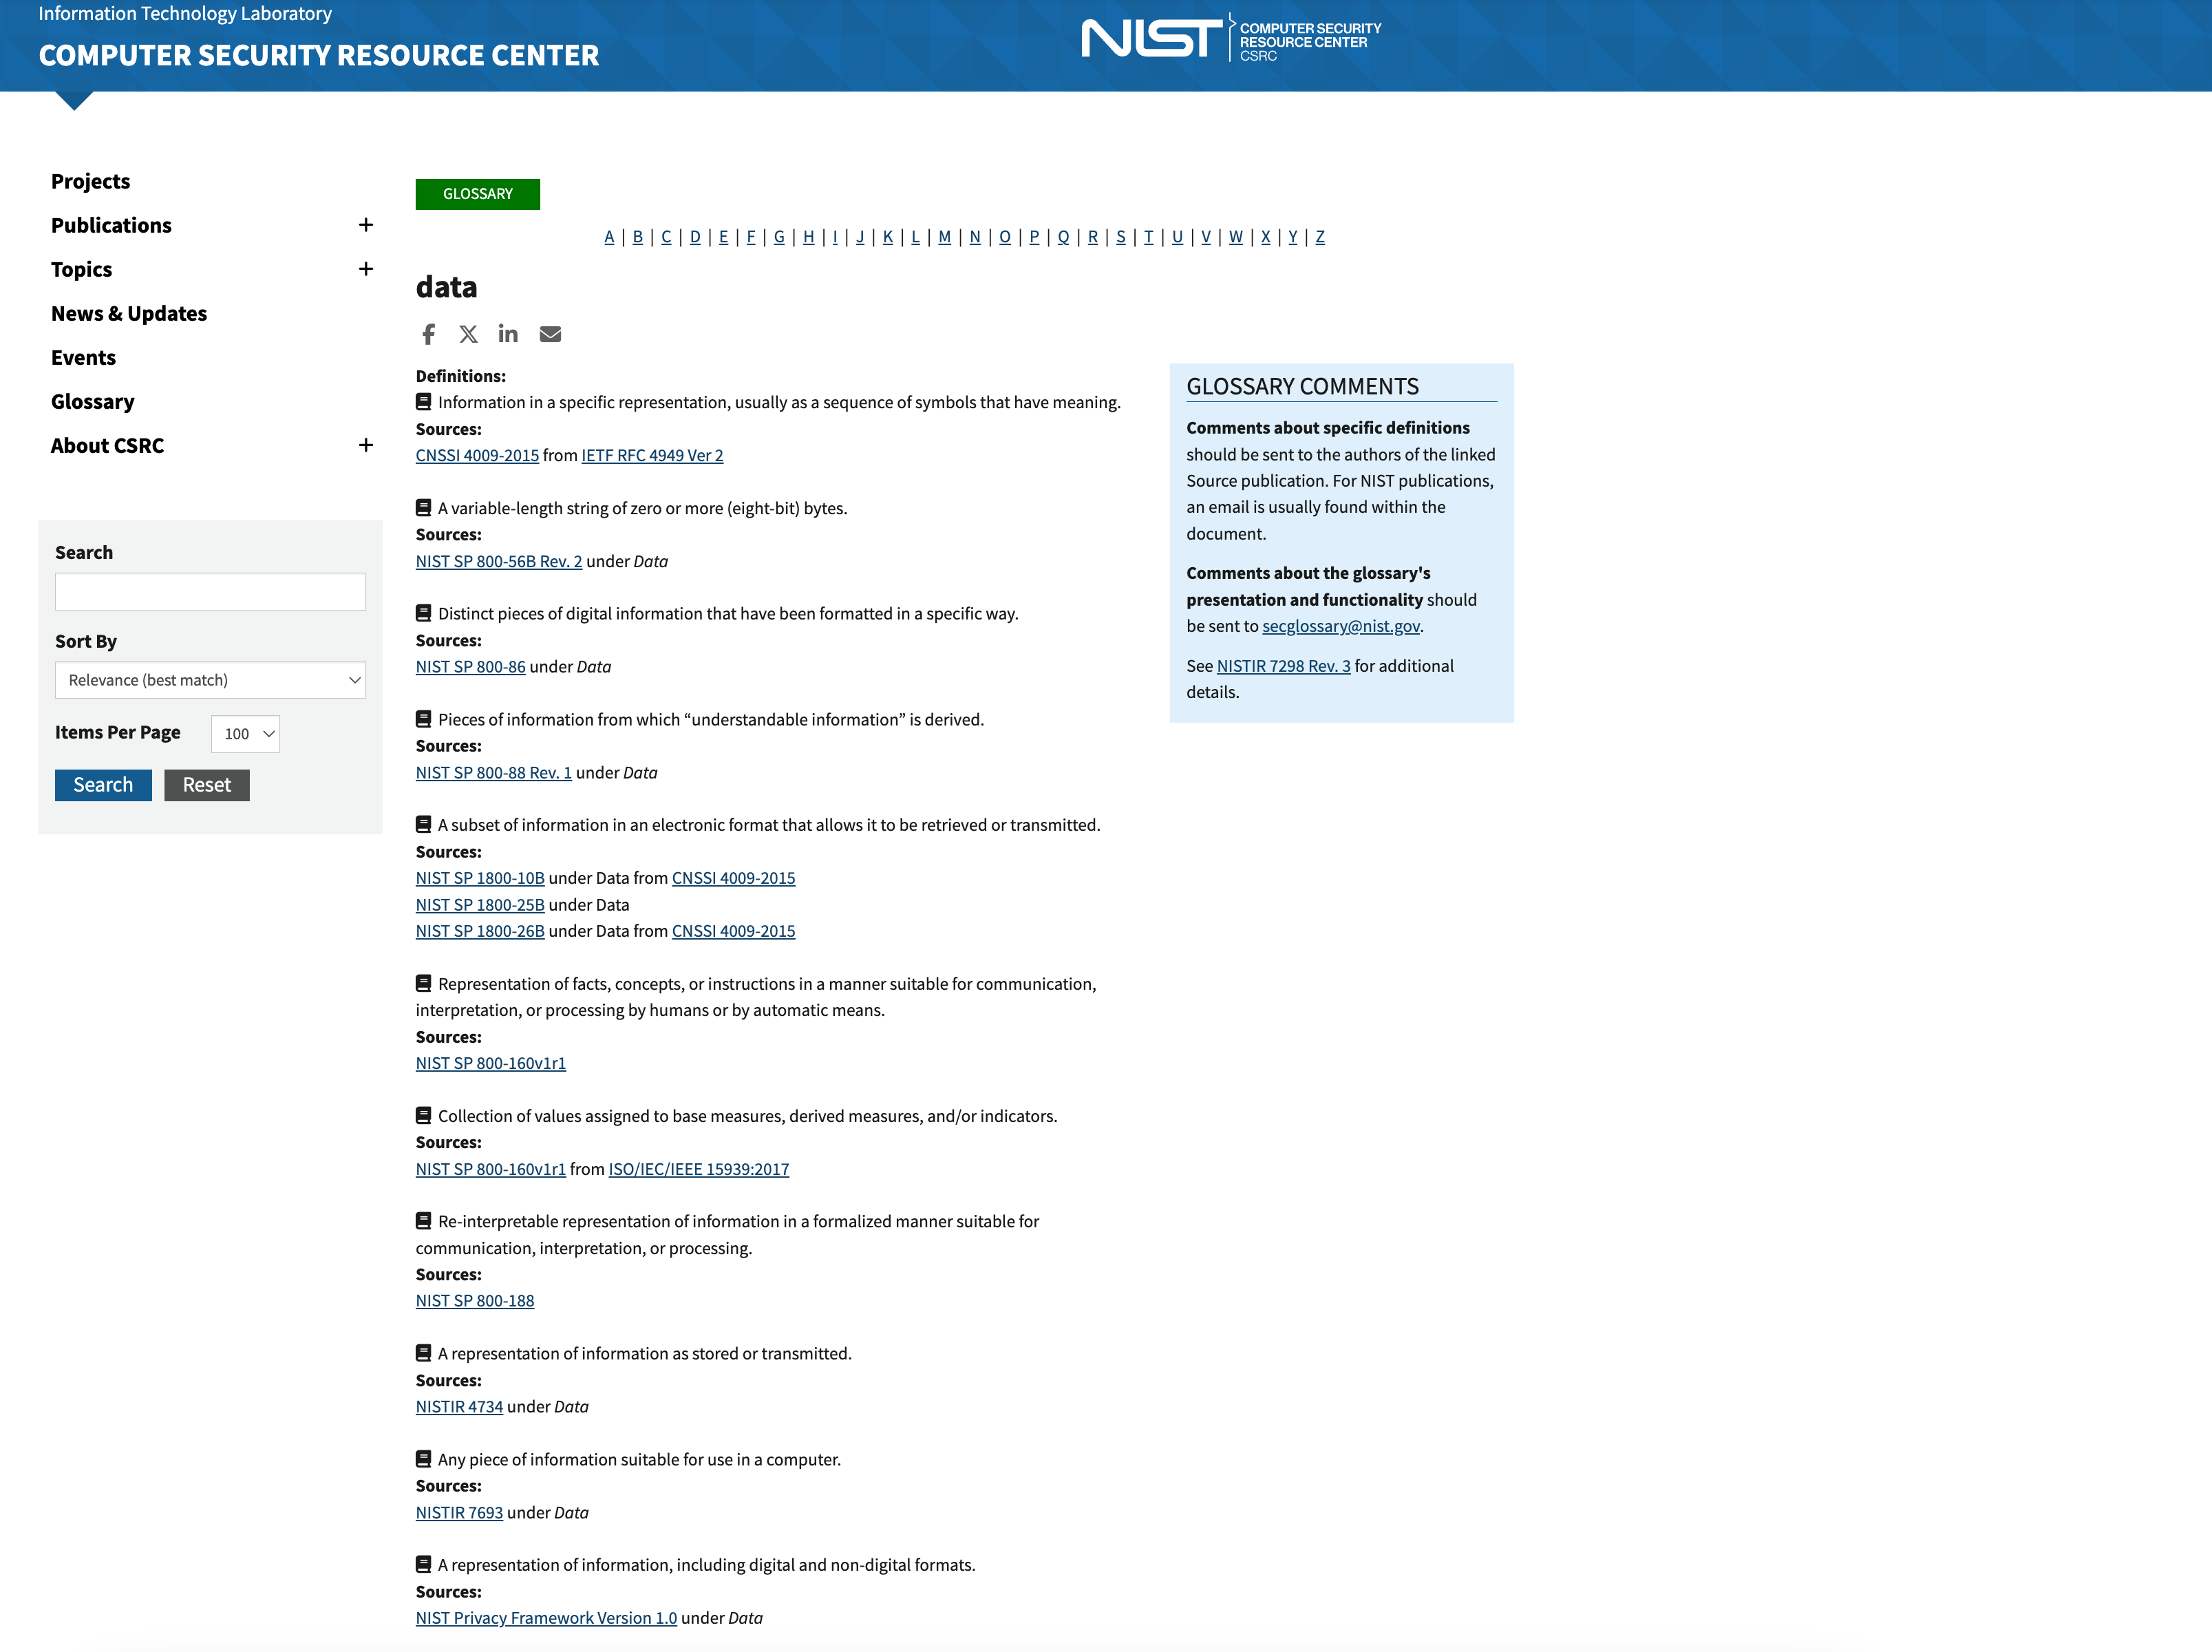 Information Technology Laboratory
COMPUTER SECURITY RESOURCE CENTER
NIST
COMPUTER SECURITY
RESOURCE CENTER
CSRC
Projects
Publications +
Topics +
News & Updates
Events
Glossary
About CSRC +
Search
Sort By
Relevance (best match)
Items Per Page 100
Search Reset
GLOSSARY
A | B | C | D | E | F | G | H | I | J | K | L | M | N | O | P | Q | R | S | T | U | V | W | X | Y | Z
data
Definitions:
Information in a specific representation, usually as a sequence of symbols that have meaning.
Sources:
CNSSI 4009-2015 from IETF RFC 4949 Ver 2
A variable-length string of zero or more (eight-bit) bytes.
Sources:
NIST SP 800-56B Rev. 2 under Data
Distinct pieces of digital information that have been formatted in a specific way.
Sources:
NIST SP 800-86 under Data
Pieces of information from which “understandable information” is derived.
Sources:
NIST SP 800-88 Rev. 1 under Data
A subset of information in an electronic format that allows it to be retrieved or transmitted.
Sources:
NIST SP 1800-10B under Data from CNSSI 4009-2015
NIST SP 1800-25B under Data
NIST SP 1800-26B under Data from CNSSI 4009-2015
Representation of facts, concepts, or instructions in a manner suitable for communication,
interpretation, or processing by humans or by automatic means.
Sources:
NIST SP 800-160v1r1
Collection of values assigned to base measures, derived measures, and/or indicators.
Sources:
NIST SP 800-160v1r1 from ISO/IEC/IEEE 15939:2017
Re-interpretable representation of information in a formalized manner suitable for
communication, interpretation, or processing.
Sources:
NIST SP 800-188
A representation of information as stored or transmitted.
Sources:
NISTIR 4734 under Data
Any piece of information suitable for use in a computer.
Sources:
NISTIR 7693 under Data
A representation of information, including digital and non-digital formats.
Sources:
NIST Privacy Framework Version 1.0 under Data
GLOSSARY COMMENTS
Comments about specific definitions
should be sent to the authors of the linked
Source publication. For NIST publications,
an email is usually found within the
document.
Comments about the glossary's
presentation and functionality should
be sent to secglossary@nist.gov.
See NISTIR 7298 Rev. 3 for additional
details.